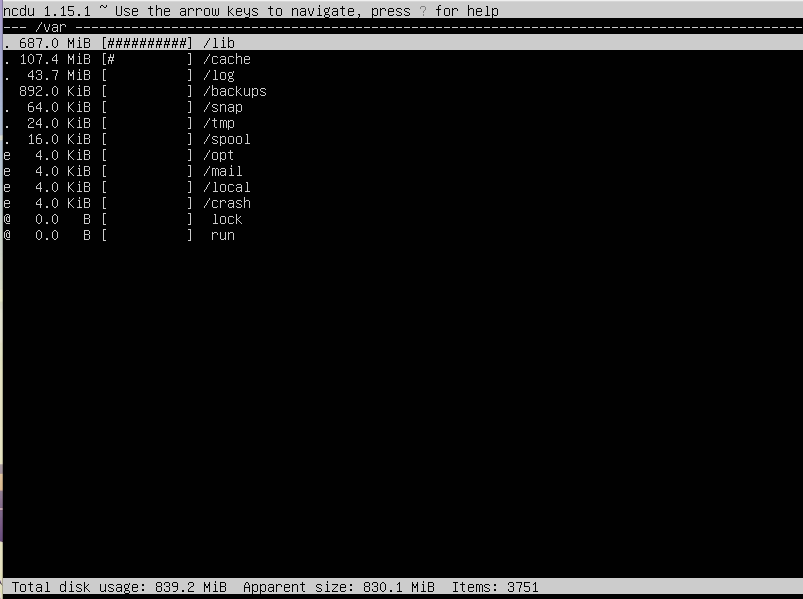 ncdu 1.15.1 ~ Use the arrow keys to navigate, press ? for help
--- /var ----------------------------------------------------------------------------------------
. 687.0 MiB [##########] /lib
. 107.4 MiB [#         ] /cache
.  43.7 MiB [          ] /log
  892.0 KiB [          ] /backups
.  64.0 KiB [          ] /snap
.  24.0 KiB [          ] /tmp
.  16.0 KiB [          ] /spool
e   4.0 KiB [          ] /opt
e   4.0 KiB [          ] /mail
e   4.0 KiB [          ] /local
e   4.0 KiB [          ] /crash
@   0.0   B [          ]  lock
@   0.0   B [          ]  run
Total disk usage: 839.2 MiB  Apparent size: 830.1 MiB  Items: 3751